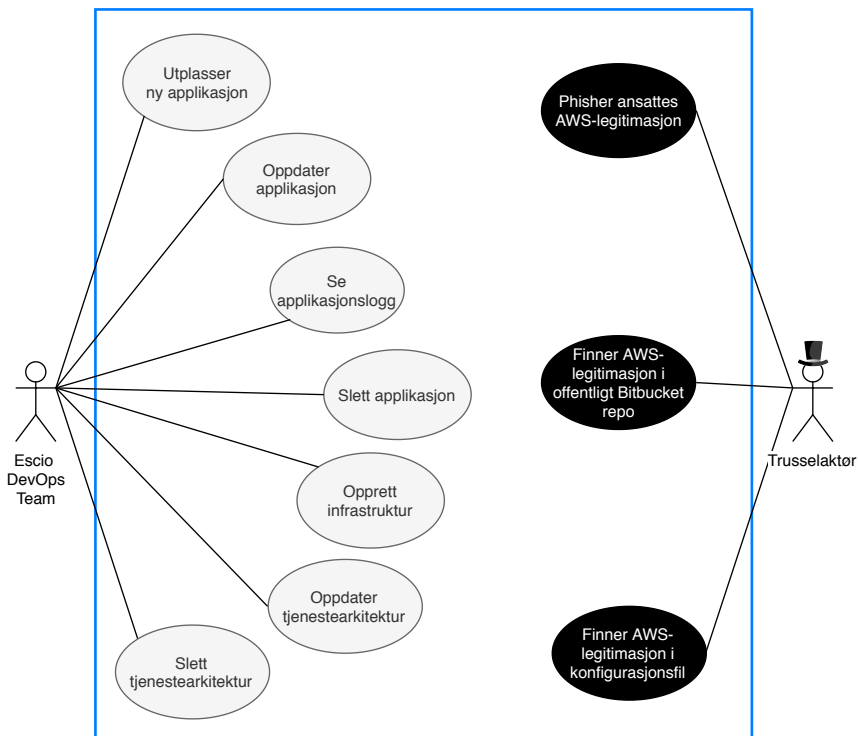 Utplasser
ny applikasjon
Oppdater
applikasjon
Se
applikasjonslogg
Slett applikasjon
Opprett
infrastruktur
Oppdater
tjenestearkitektur
Slett
tjenestearkitektur
Escio
DevOps
Team
Phisher ansattes
AWS-legitimasjon
Finner AWS-
legitimasjon i
offentligt Bitbucket
repo
Finner AWS-
legitimasjon i
konfigurasjonsfil
Trusselaktør